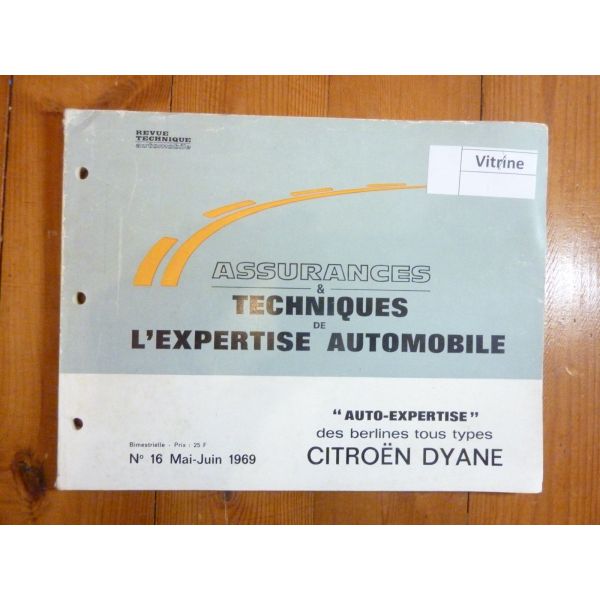 REVUE
TECHNIQUE
automobile
Vitrine
ASSURANCES
&
TECHNIQUES
DE
L'EXPERTISE AUTOMOBILE
"AUTO-EXPERTISE"
des berlines tous types
CITROËN DYANE
Bimestrielle - Prix : 25 F
N° 16 Mai-Juin 1969